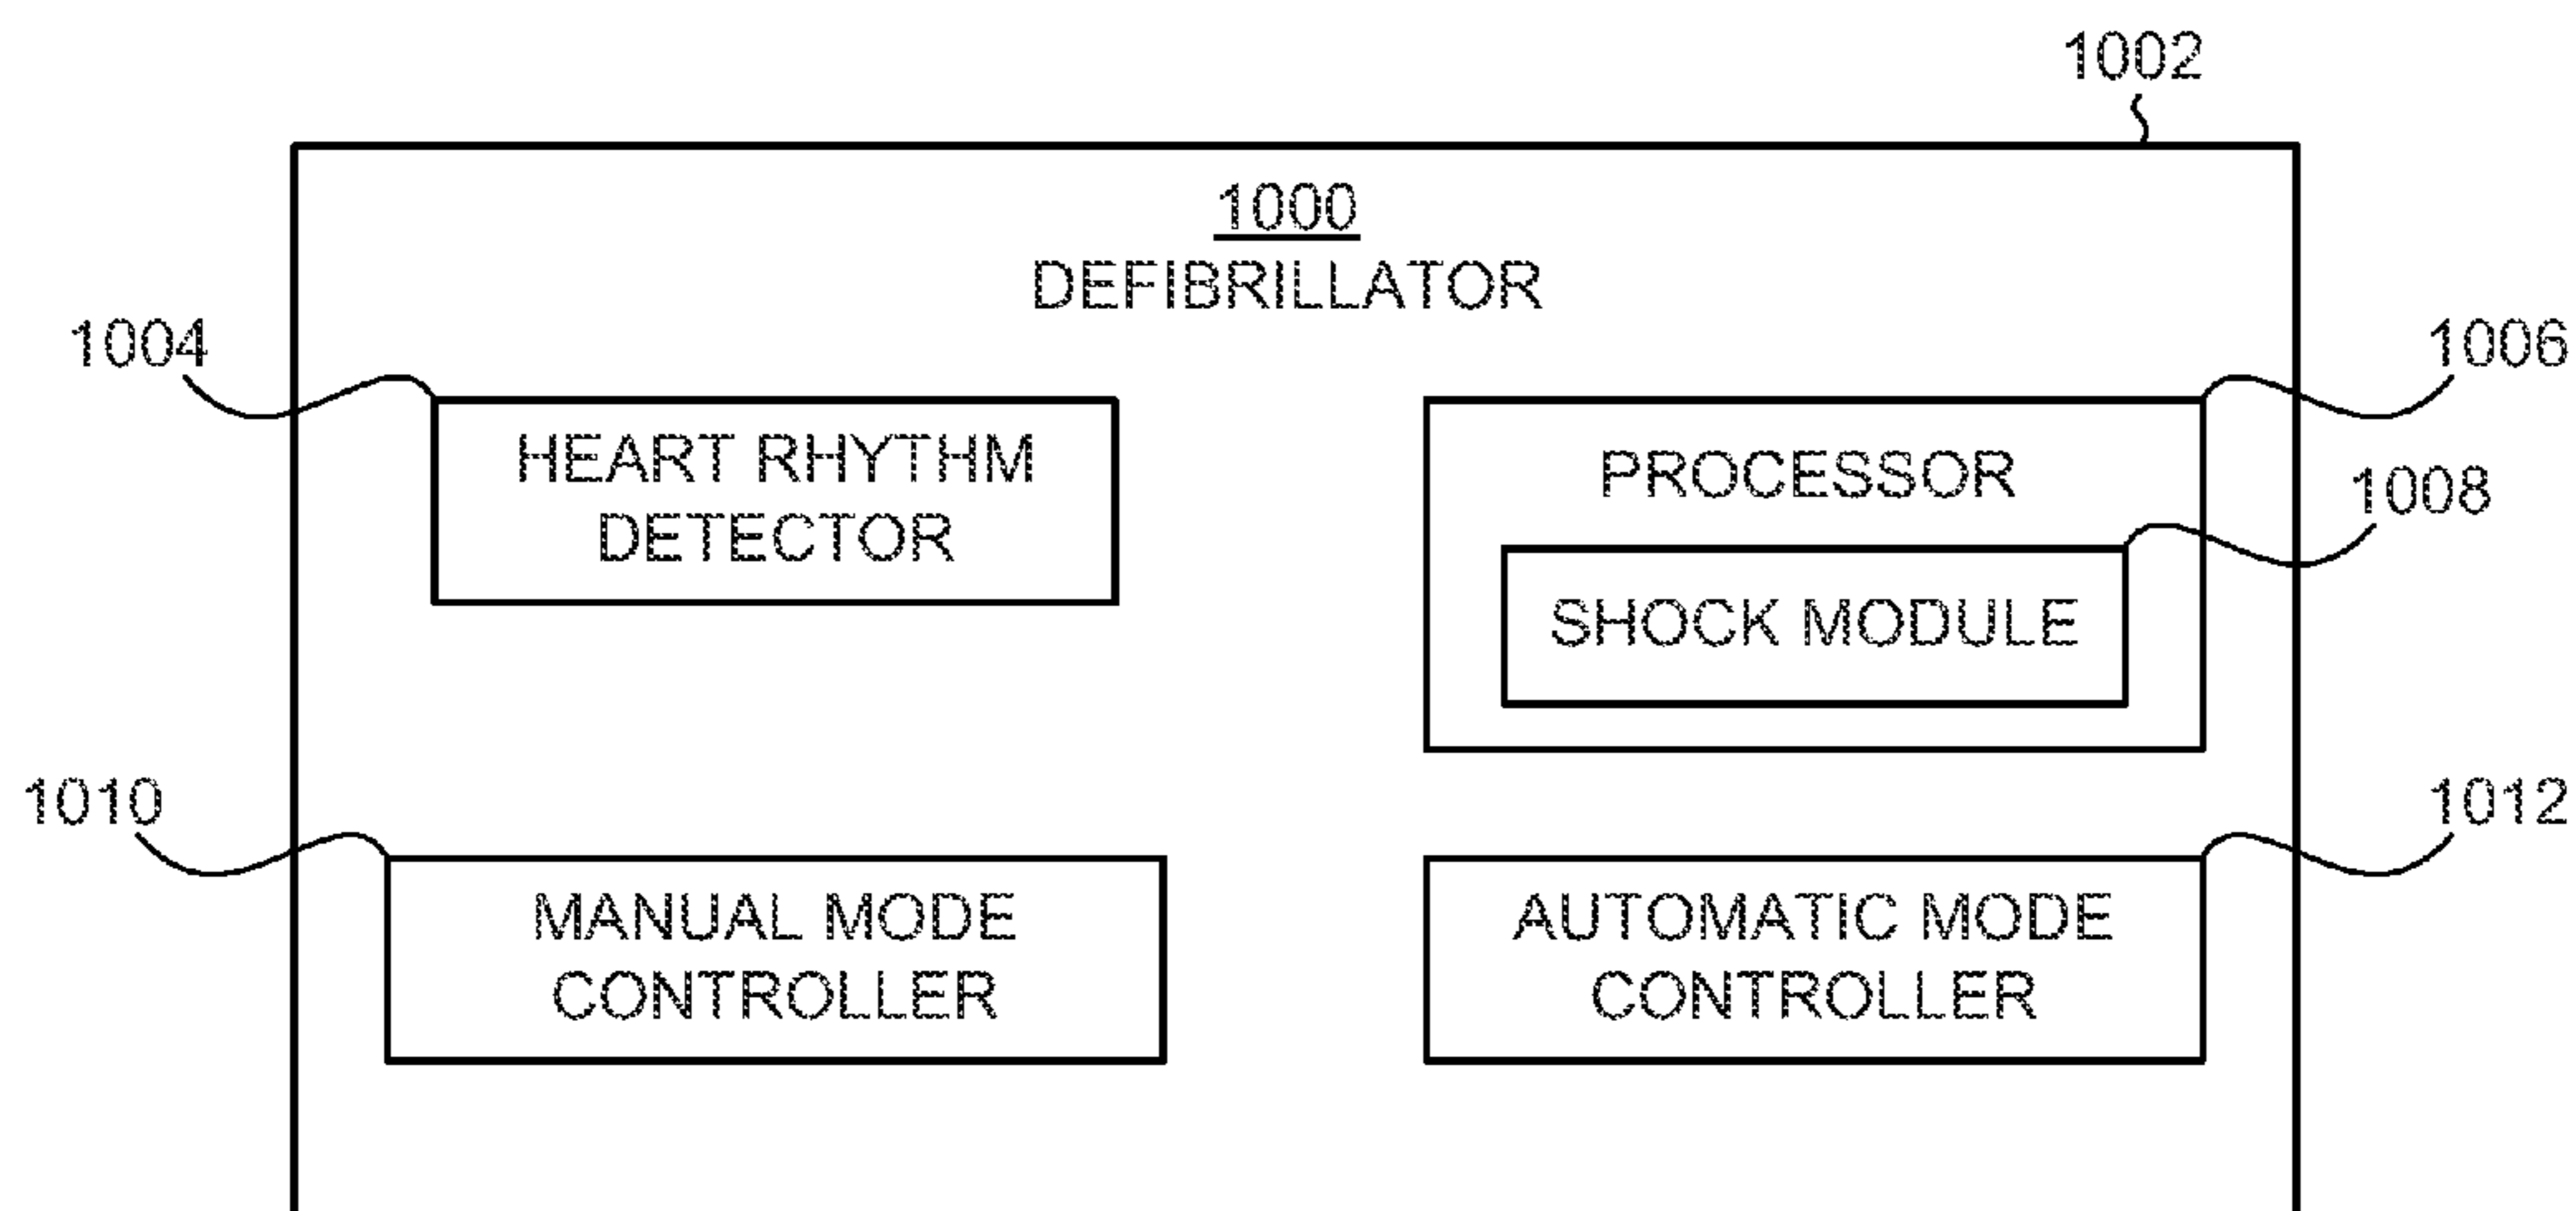 1002
1000
DEFIBRILLATOR
1004
1006
HEART RHYTHM
DETECTOR
PROCESSOR
1008
SHOCK MODULE
1010
1012
MANUAL MODE
CONTROLLER
AUTOMATIC MODE
CONTROLLER